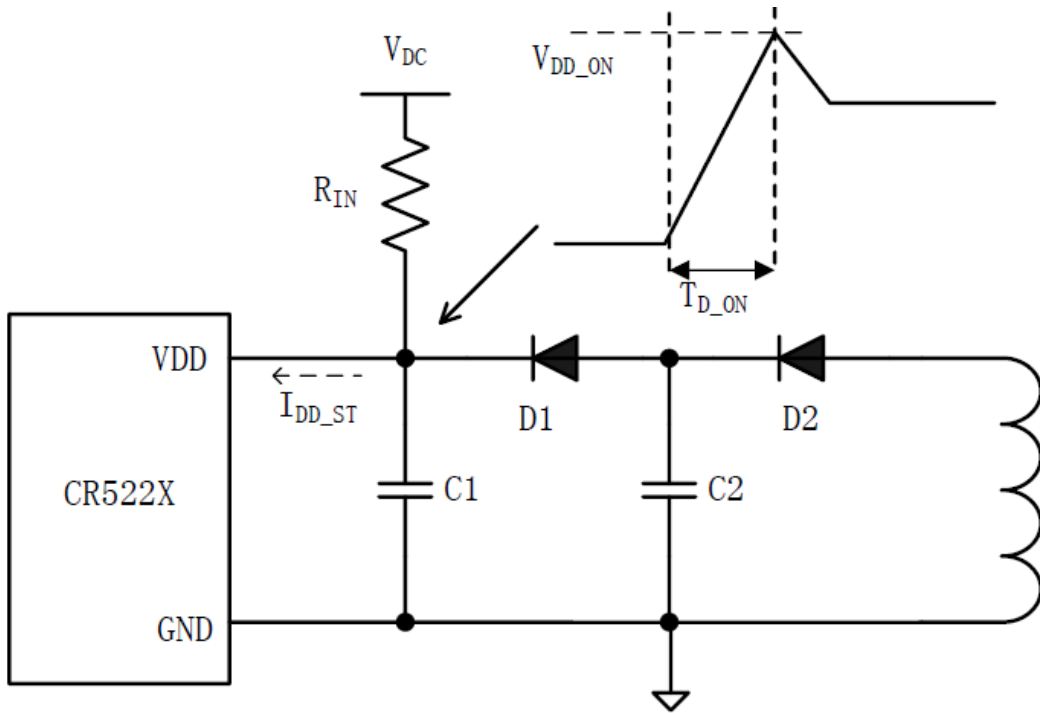 V_DC
V_DD_ON
R_IN
T_D_ON
VDD
I_DD_ST
D1
D2
CR522X
C1
C2
GND